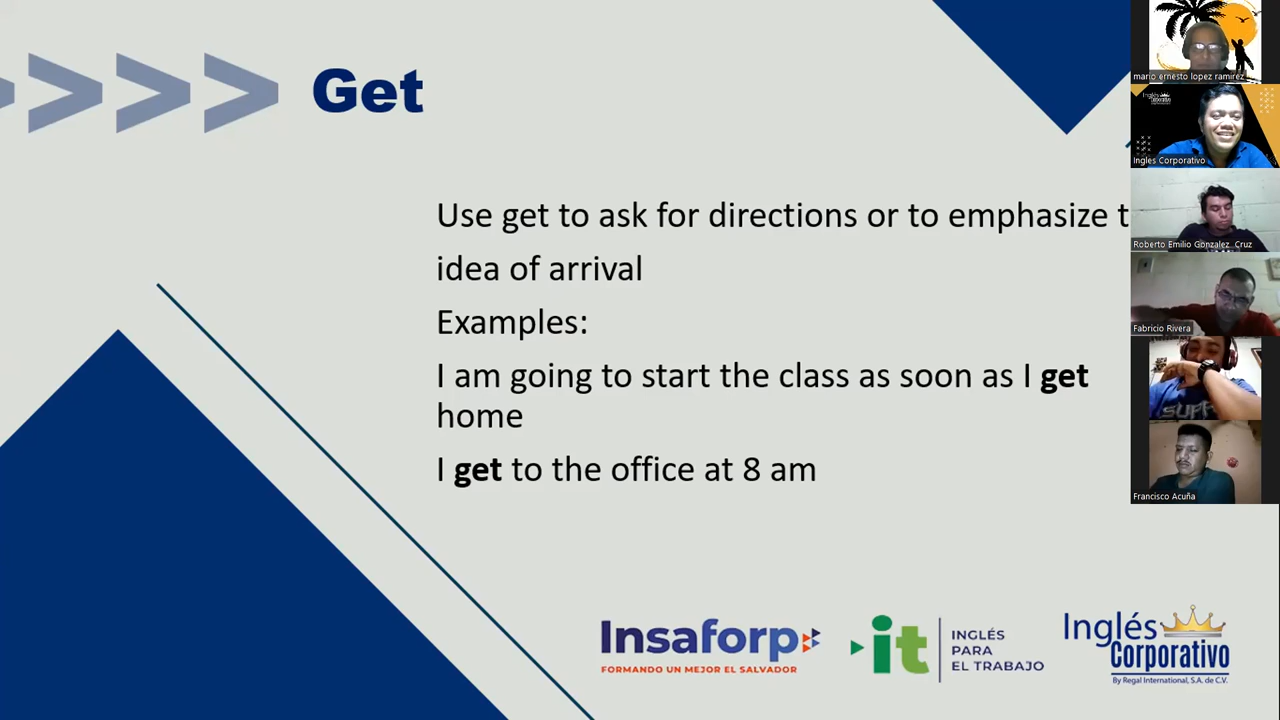 Get
Use get to ask for directions or to emphasize t
idea of arrival
Examples:
I am going to start the class as soon as I get
home
I get to the office at 8 am
Insaforp
FORMANDO UN MEJOR EL SALVADOR
it
INGLÉS
PARA
EL TRABAJO
Inglés
Corporativo
By Regal International, S.A. de C.V.
mario ernesto lopez ramirez
Ingles Corporativo
Roberto Emilio Gonzalez Cruz
Fabricio Rivera
SUPR
Francisco Acuña